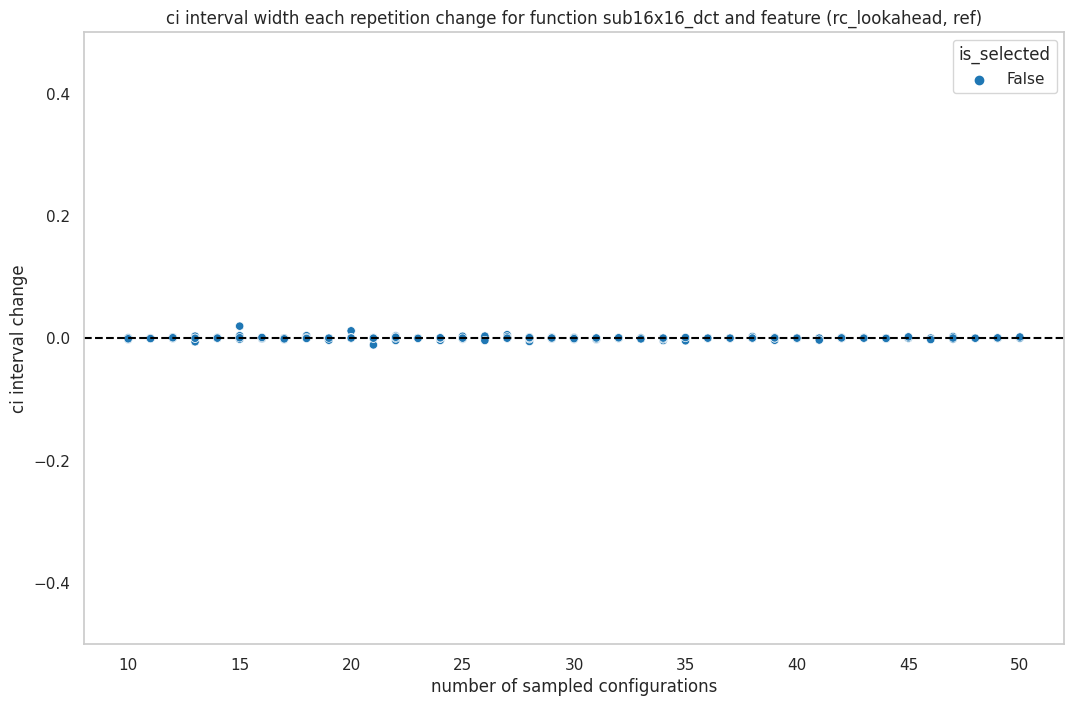 ci interval width each repetition change for function sub16x16_dct and feature (rc_lookahead, ref)
is_selected
False
0.4
0.2
0.0
−0.2
−0.4
ci interval change
10 15 20 25 30 35 40 45 50
number of sampled configurations